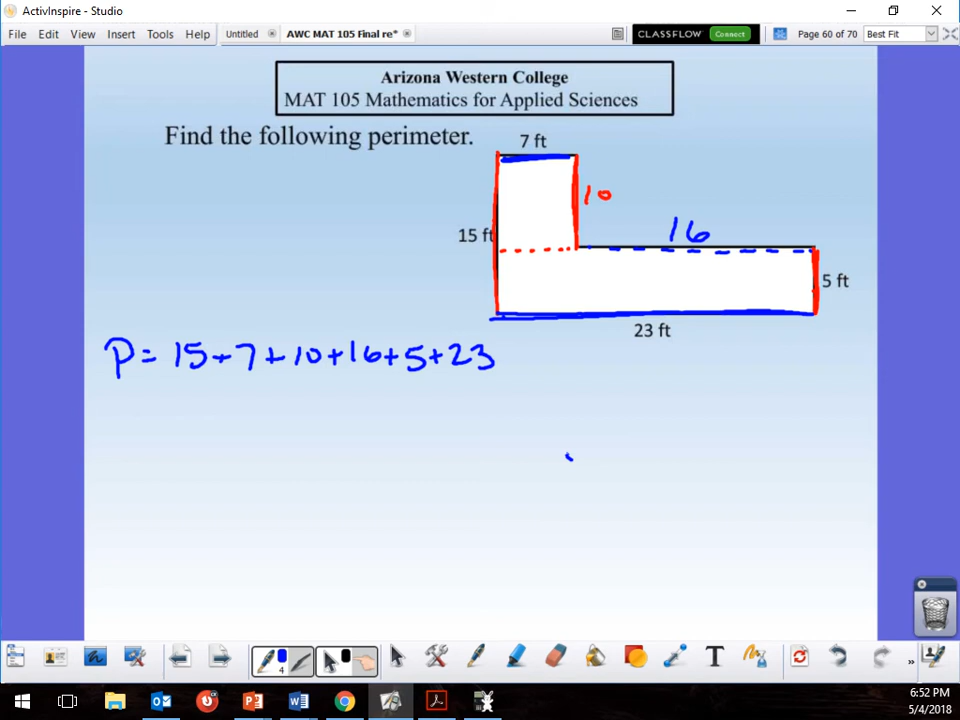 ActivInspire - Studio
File Edit View Insert Tools Help Untitled AWC MAT 105 Final re* CLASSFLOW Connect Page 60 of 70 Best Fit
Arizona Western College
MAT 105 Mathematics for Applied Sciences
Find the following perimeter.
7 ft
10
15 ft
16
5 ft
23 ft
P= 15+7+10+16+5+23
4
T
6:52 PM
5/4/2018